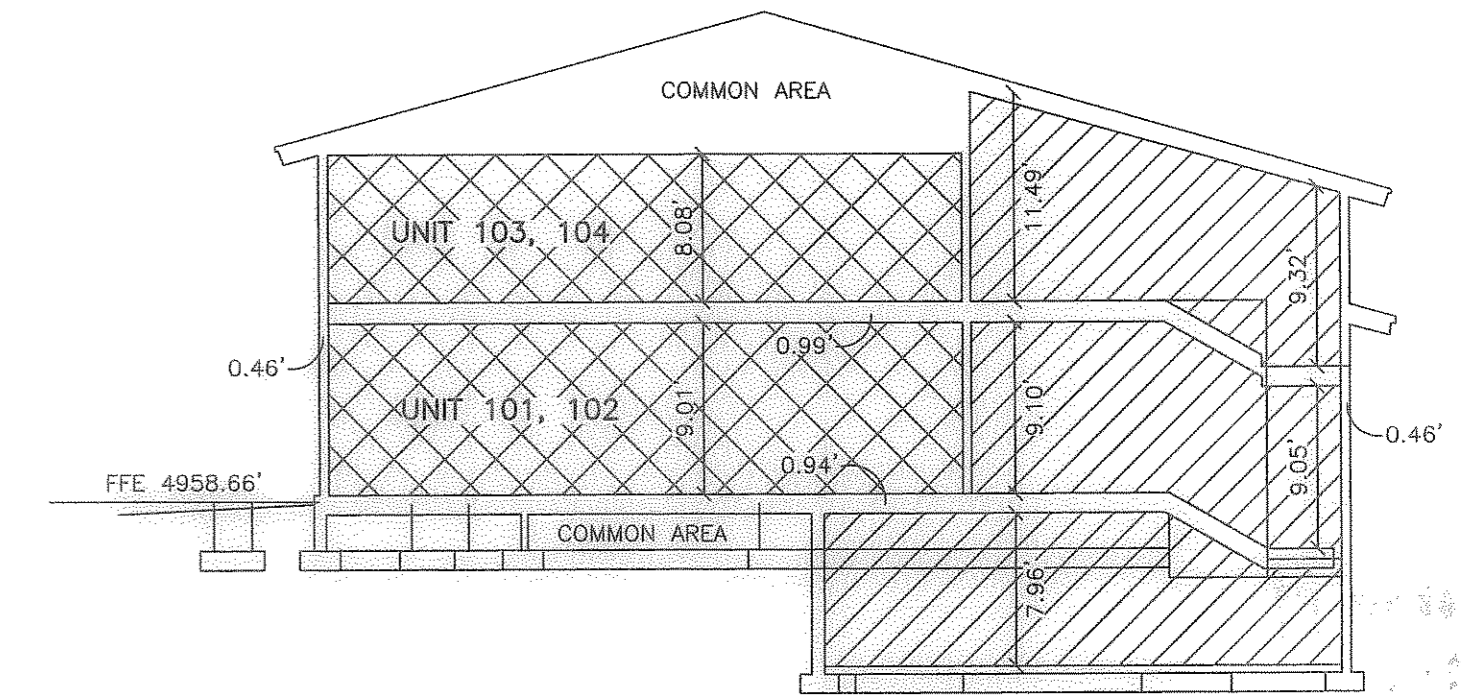 COMMON AREA
11.49'
UNIT 103, 104
8.08'
9.32'
0.99'
0.46'
UNIT 101, 102
9.01'
9.10'
0.46'
0.94'
9.05'
FFE 4958.66'
COMMON AREA
7.96'